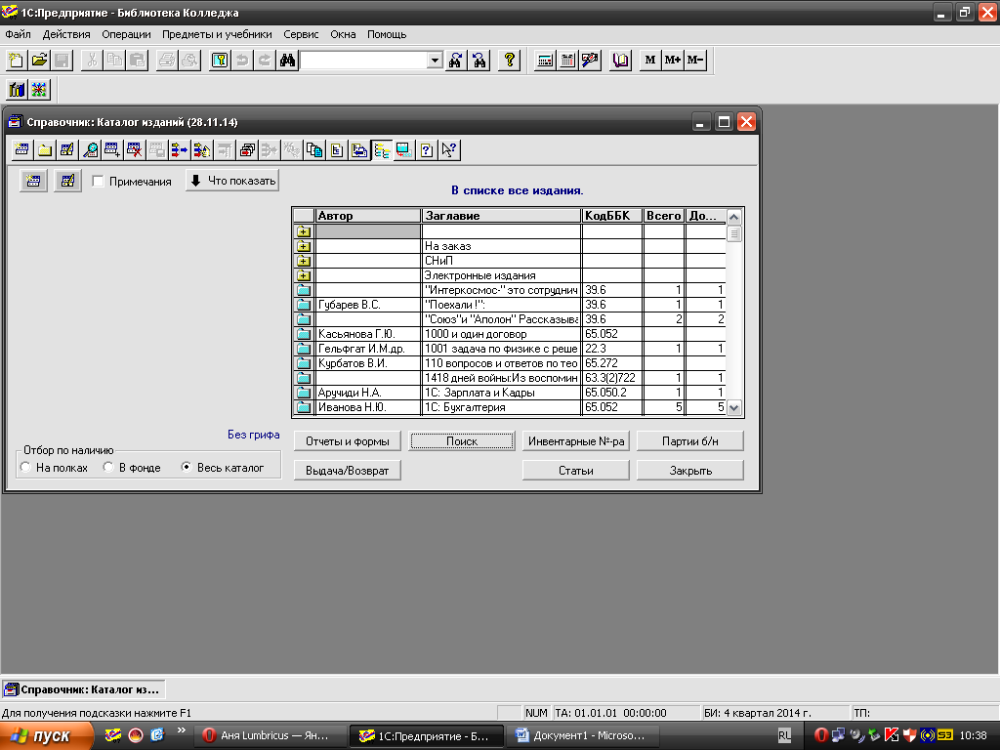 1С:Предприятие - Библиотека Колледжа
Файл Действия Операции Предметы и учебники Сервис Окна Помощь
M M+ M−
Справочник: Каталог изданий (28.11.14)
Примечания Что показать
В списке все издания.
Автор Заглавие КодББК Всего До...
На заказ
СНиП
Электронные издания
"Интеркосмос-" это сотруднич 39.6 1 1
Губарев В.С. "Поехали !": 39.6 1 1
"Союз"и "Аполон" Рассказыва 39.6 2 2
Касьянова Г.Ю. 1000 и один договор 65.052
Гельфгат И.М.др. 1001 задача по физике с реше 22.3 1 1
Курбатов В.И. 110 вопросов и ответов по тео 65.272
1418 дней войны:Из воспомин 63.3(2)722 1 1
Аручиди Н.А. 1С: Зарплата и Кадры 65.050.2 1 1
Иванова Н.Ю. 1С: Бухгалтерия 65.052 5 5
Без грифа
Отбор по наличию
На полках В фонде Весь каталог
Отчеты и формы Поиск Инвентарные №-ра Партии б/н
Выдача/Возврат Статьи Закрыть
Справочник: Каталог из...
Для получения подсказки нажмите F1 NUM ТА: 01.01.01 00:00:00 БИ: 4 квартал 2014 г. ТП:
пуск Аня Lumbricus — Ян... 1С:Предприятие - Б... Документ1 - Microso... RL 10:38